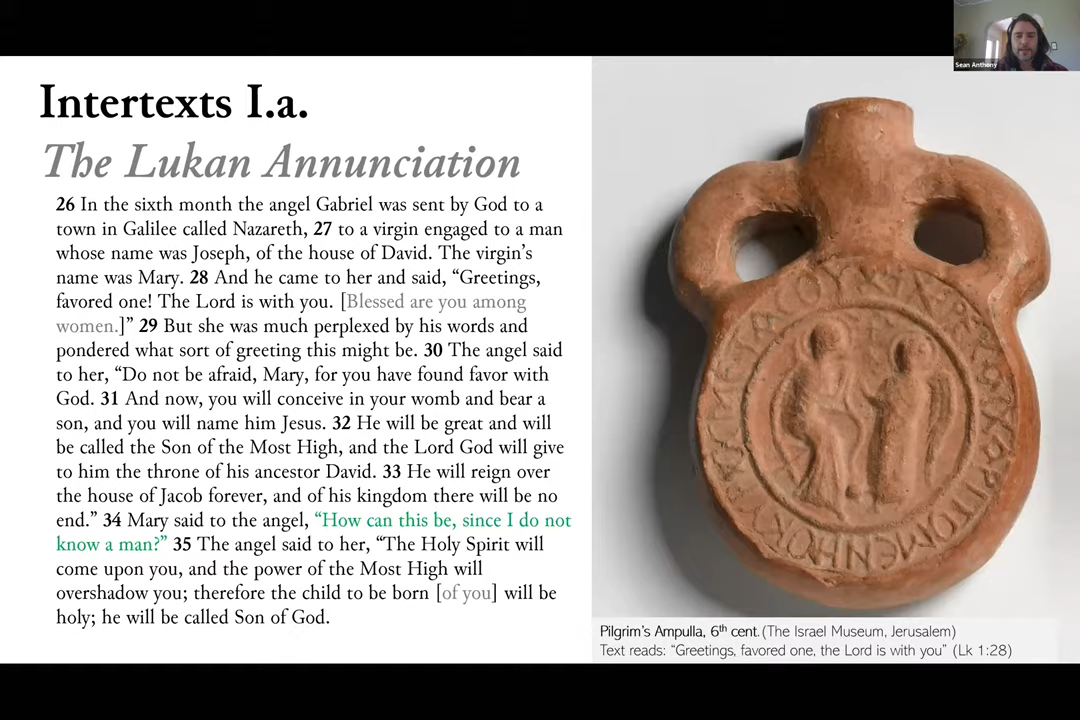 Sean Anthony
Intertexts I.a.
The Lukan Annunciation
26 In the sixth month the angel Gabriel was sent by God to a
town in Galilee called Nazareth, 27 to a virgin engaged to a man
whose name was Joseph, of the house of David. The virgin’s
name was Mary. 28 And he came to her and said, “Greetings,
favored one! The Lord is with you. [Blessed are you among
women.]” 29 But she was much perplexed by his words and
pondered what sort of greeting this might be. 30 The angel said
to her, “Do not be afraid, Mary, for you have found favor with
God. 31 And now, you will conceive in your womb and bear a
son, and you will name him Jesus. 32 He will be great and will
be called the Son of the Most High, and the Lord God will give
to him the throne of his ancestor David. 33 He will reign over
the house of Jacob forever, and of his kingdom there will be no
end.” 34 Mary said to the angel, “How can this be, since I do not
know a man?” 35 The angel said to her, “The Holy Spirit will
come upon you, and the power of the Most High will
overshadow you; therefore the child to be born [of you] will be
holy; he will be called Son of God.
Pilgrim’s Ampulla, 6th cent. (The Israel Museum, Jerusalem)
Text reads: “Greetings, favored one, the Lord is with you” (Lk 1:28)